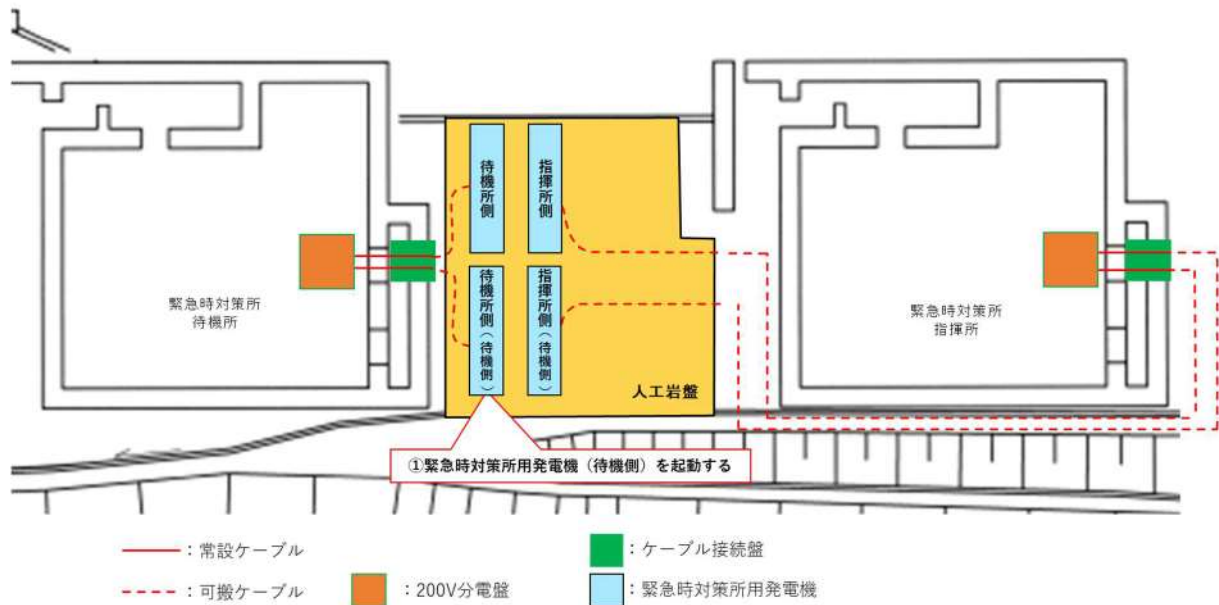 待機所側
指揮所側
待機所側（待機側）
指揮所側（待機側）
緊急時対策所
待機所
緊急時対策所
指揮所
人工岩盤
①緊急時対策所用発電機（待機側）を起動する
：常設ケーブル
：ケーブル接続盤
：可搬ケーブル
：200V分電盤
：緊急時対策所用発電機